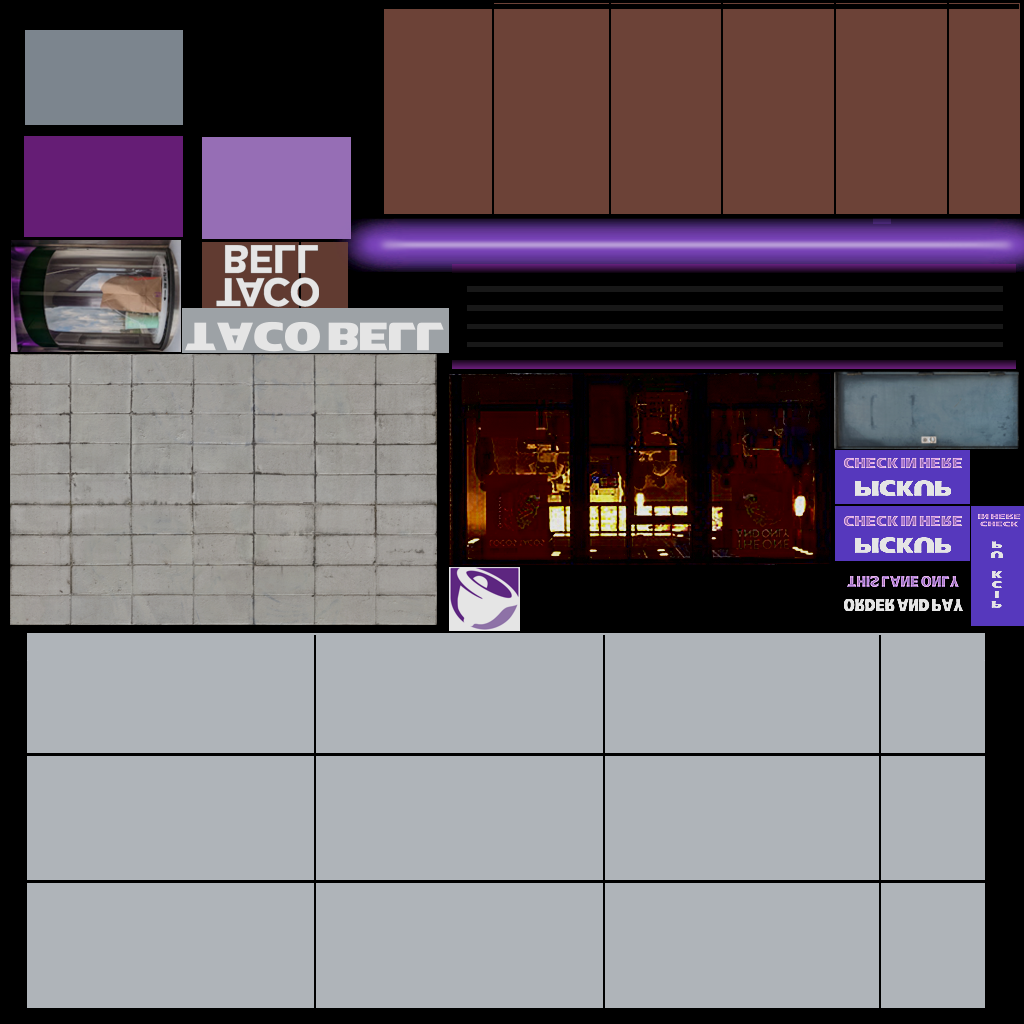 BELL
TACO
TACO BELL
CHECK IN HERE
PICKUP
CHECK IN HERE
PICKUP
IN HERE
CHECK
PICKUP
THIS LANE ONLY
ORDER AND PAY
AND ONLY
THE ONE